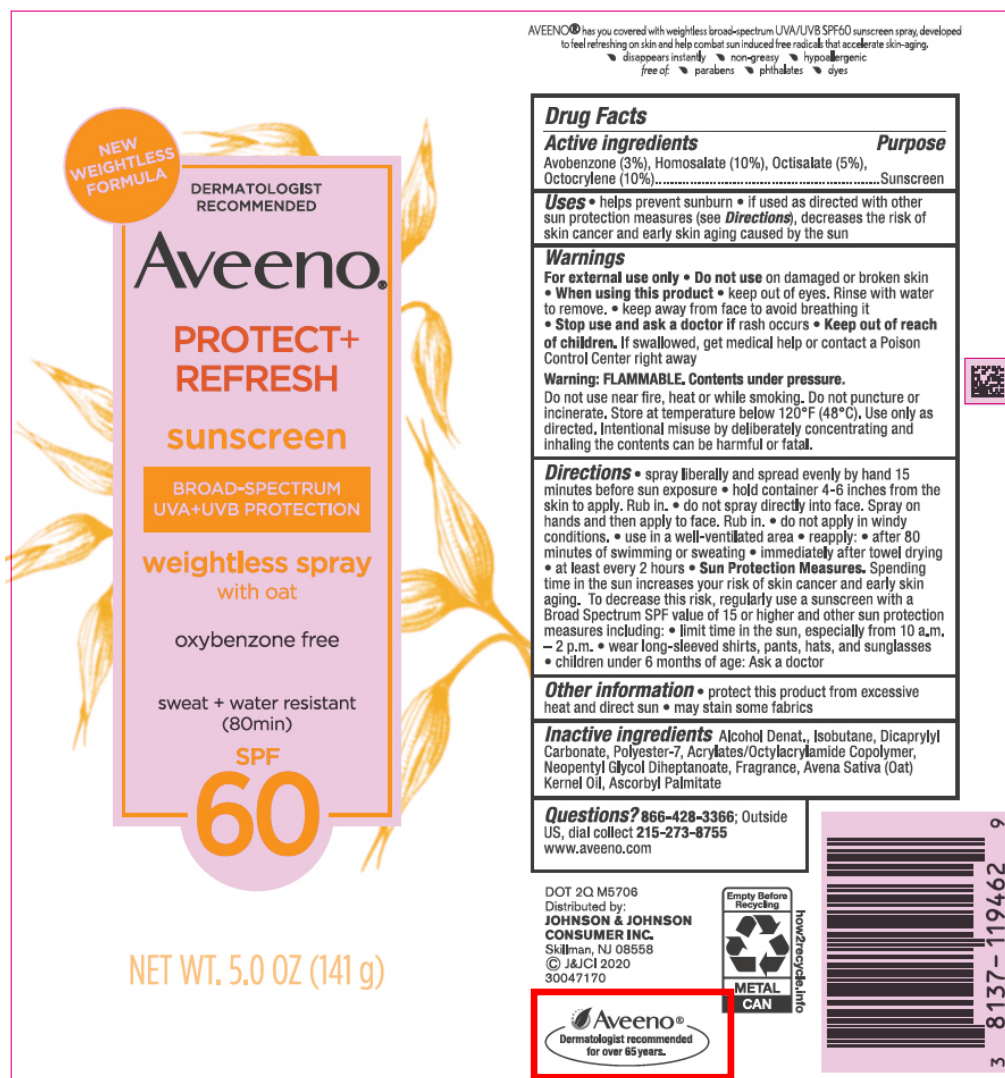 NEW
WEIGHTLESS
FORMULA
DERMATOLOGIST
RECOMMENDED
Aveeno®
PROTECT+
REFRESH
sunscreen
BROAD-SPECTRUM
UVA+UVB PROTECTION
weightless spray
with oat
oxybenzone free
sweat + water resistant
(80min)
SPF
60
NET WT. 5.0 OZ (141 g)
AVEENO® has you covered with weightless broad-spectrum UVA/UVB SPF60 sunscreen spray, developed
to feel refreshing on skin and help combat sun induced free radicals that accelerate skin-aging.
disappears instantly non-greasy hypoallergenic
free of: parabens phthalates dyes
Drug Facts
Active ingredients Purpose
Avobenzone (3%), Homosalate (10%), Octisalate (5%),
Octocrylene (10%)..........................................................Sunscreen
Uses • helps prevent sunburn • if used as directed with other
sun protection measures (see Directions), decreases the risk of
skin cancer and early skin aging caused by the sun
Warnings
For external use only • Do not use on damaged or broken skin
• When using this product • keep out of eyes. Rinse with water
to remove. • keep away from face to avoid breathing it
• Stop use and ask a doctor if rash occurs • Keep out of reach
of children. If swallowed, get medical help or contact a Poison
Control Center right away
Warning: FLAMMABLE. Contents under pressure.
Do not use near fire, heat or while smoking. Do not puncture or
incinerate. Store at temperature below 120°F (48°C). Use only as
directed. Intentional misuse by deliberately concentrating and
inhaling the contents can be harmful or fatal.
Directions • spray liberally and spread evenly by hand 15
minutes before sun exposure • hold container 4-6 inches from the
skin to apply. Rub in. • do not spray directly into face. Spray on
hands and then apply to face. Rub in. • do not apply in windy
conditions. • use in a well-ventilated area • reapply: • after 80
minutes of swimming or sweating • immediately after towel drying
• at least every 2 hours • Sun Protection Measures. Spending
time in the sun increases your risk of skin cancer and early skin
aging. To decrease this risk, regularly use a sunscreen with a
Broad Spectrum SPF value of 15 or higher and other sun protection
measures including: • limit time in the sun, especially from 10 a.m.
– 2 p.m. • wear long-sleeved shirts, pants, hats, and sunglasses
• children under 6 months of age: Ask a doctor
Other information • protect this product from excessive
heat and direct sun • may stain some fabrics
Inactive ingredients Alcohol Denat., Isobutane, Dicaprylyl
Carbonate, Polyester-7, Acrylates/Octylacrylamide Copolymer,
Neopentyl Glycol Diheptanoate, Fragrance, Avena Sativa (Oat)
Kernel Oil, Ascorbyl Palmitate
Questions? 866-428-3366; Outside
US, dial collect 215-273-8755
www.aveeno.com
DOT 2Q M5706
Distributed by:
JOHNSON & JOHNSON
CONSUMER INC.
Skillman, NJ 08558
© J&JCI 2020
30047170
Empty Before
Recycling
METAL
CAN
how2recycle.info
Aveeno®
Dermatologist recommended
for over 65 years.
3 8137-119462 9